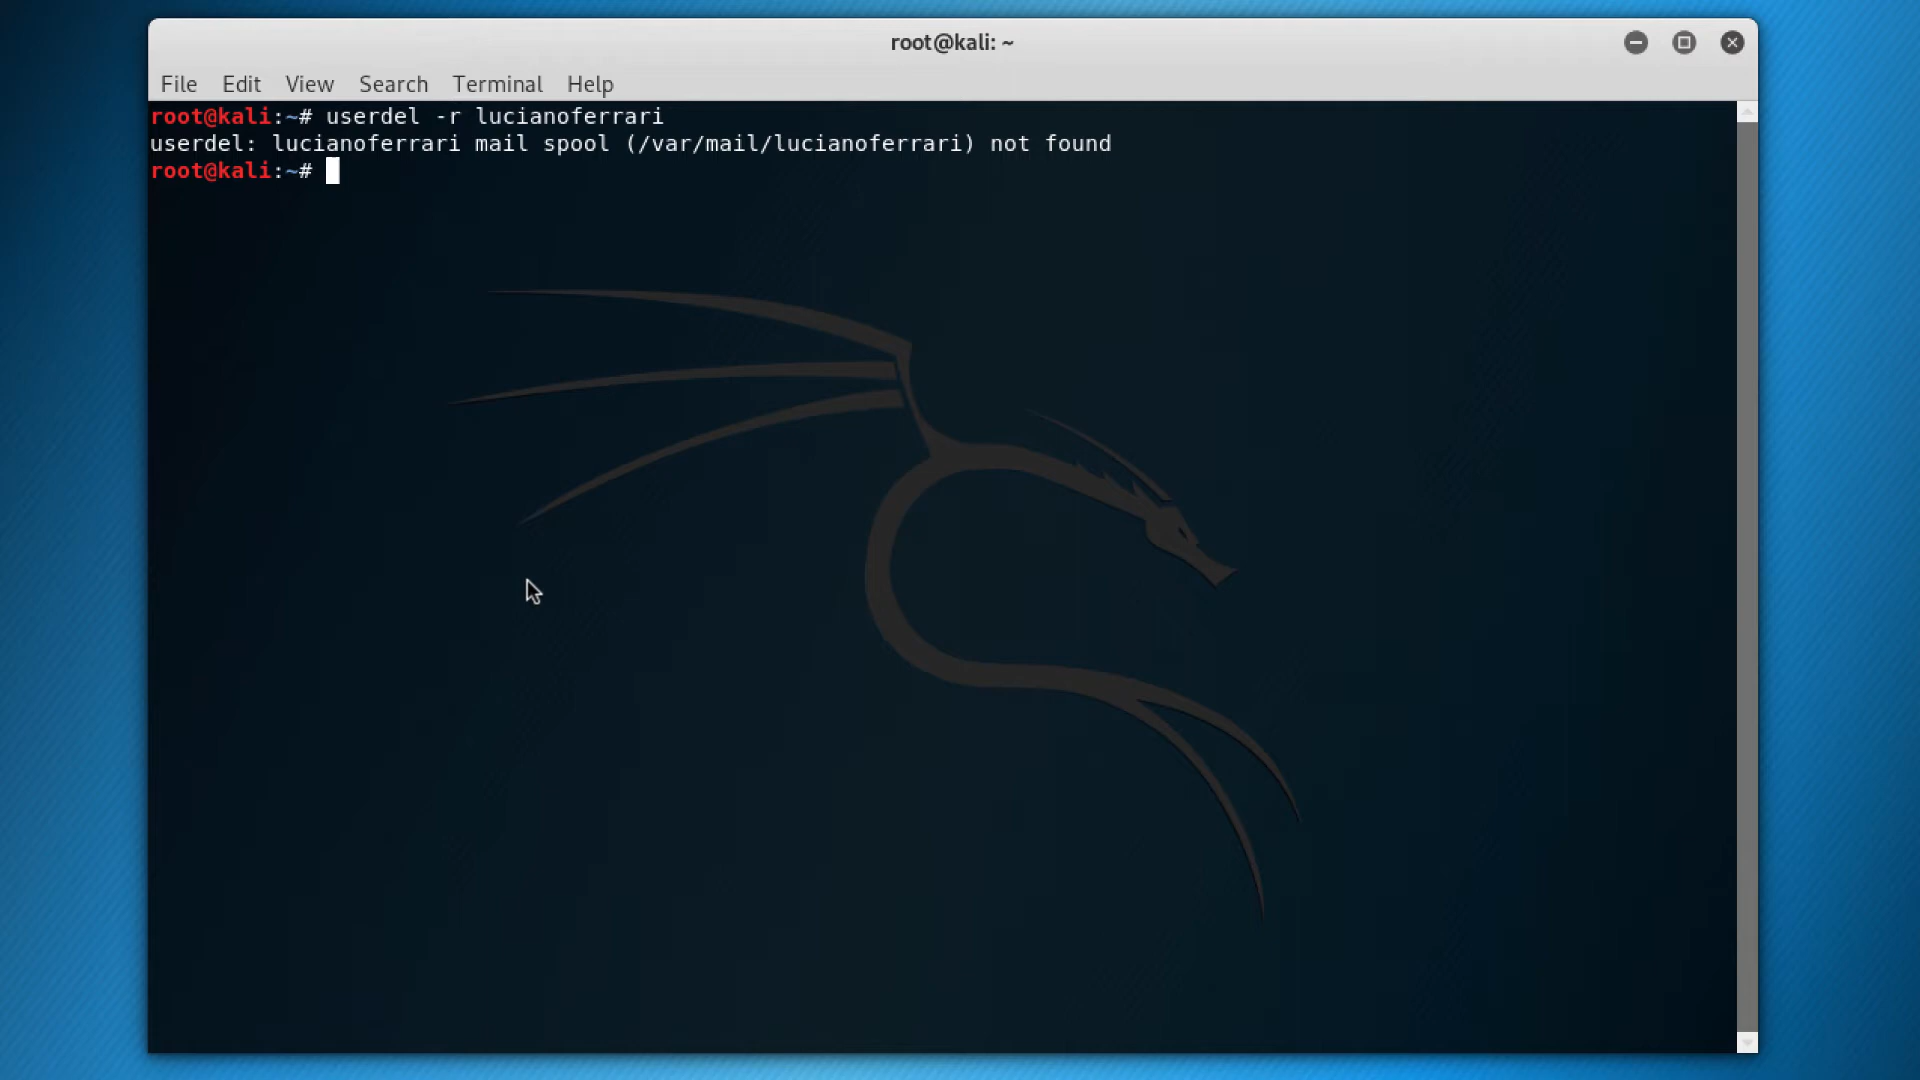 root@kali: ~
File Edit View Search Terminal Help
root@kali:~# userdel -r lucianoferrari
userdel: lucianoferrari mail spool (/var/mail/lucianoferrari) not found
root@kali:~#